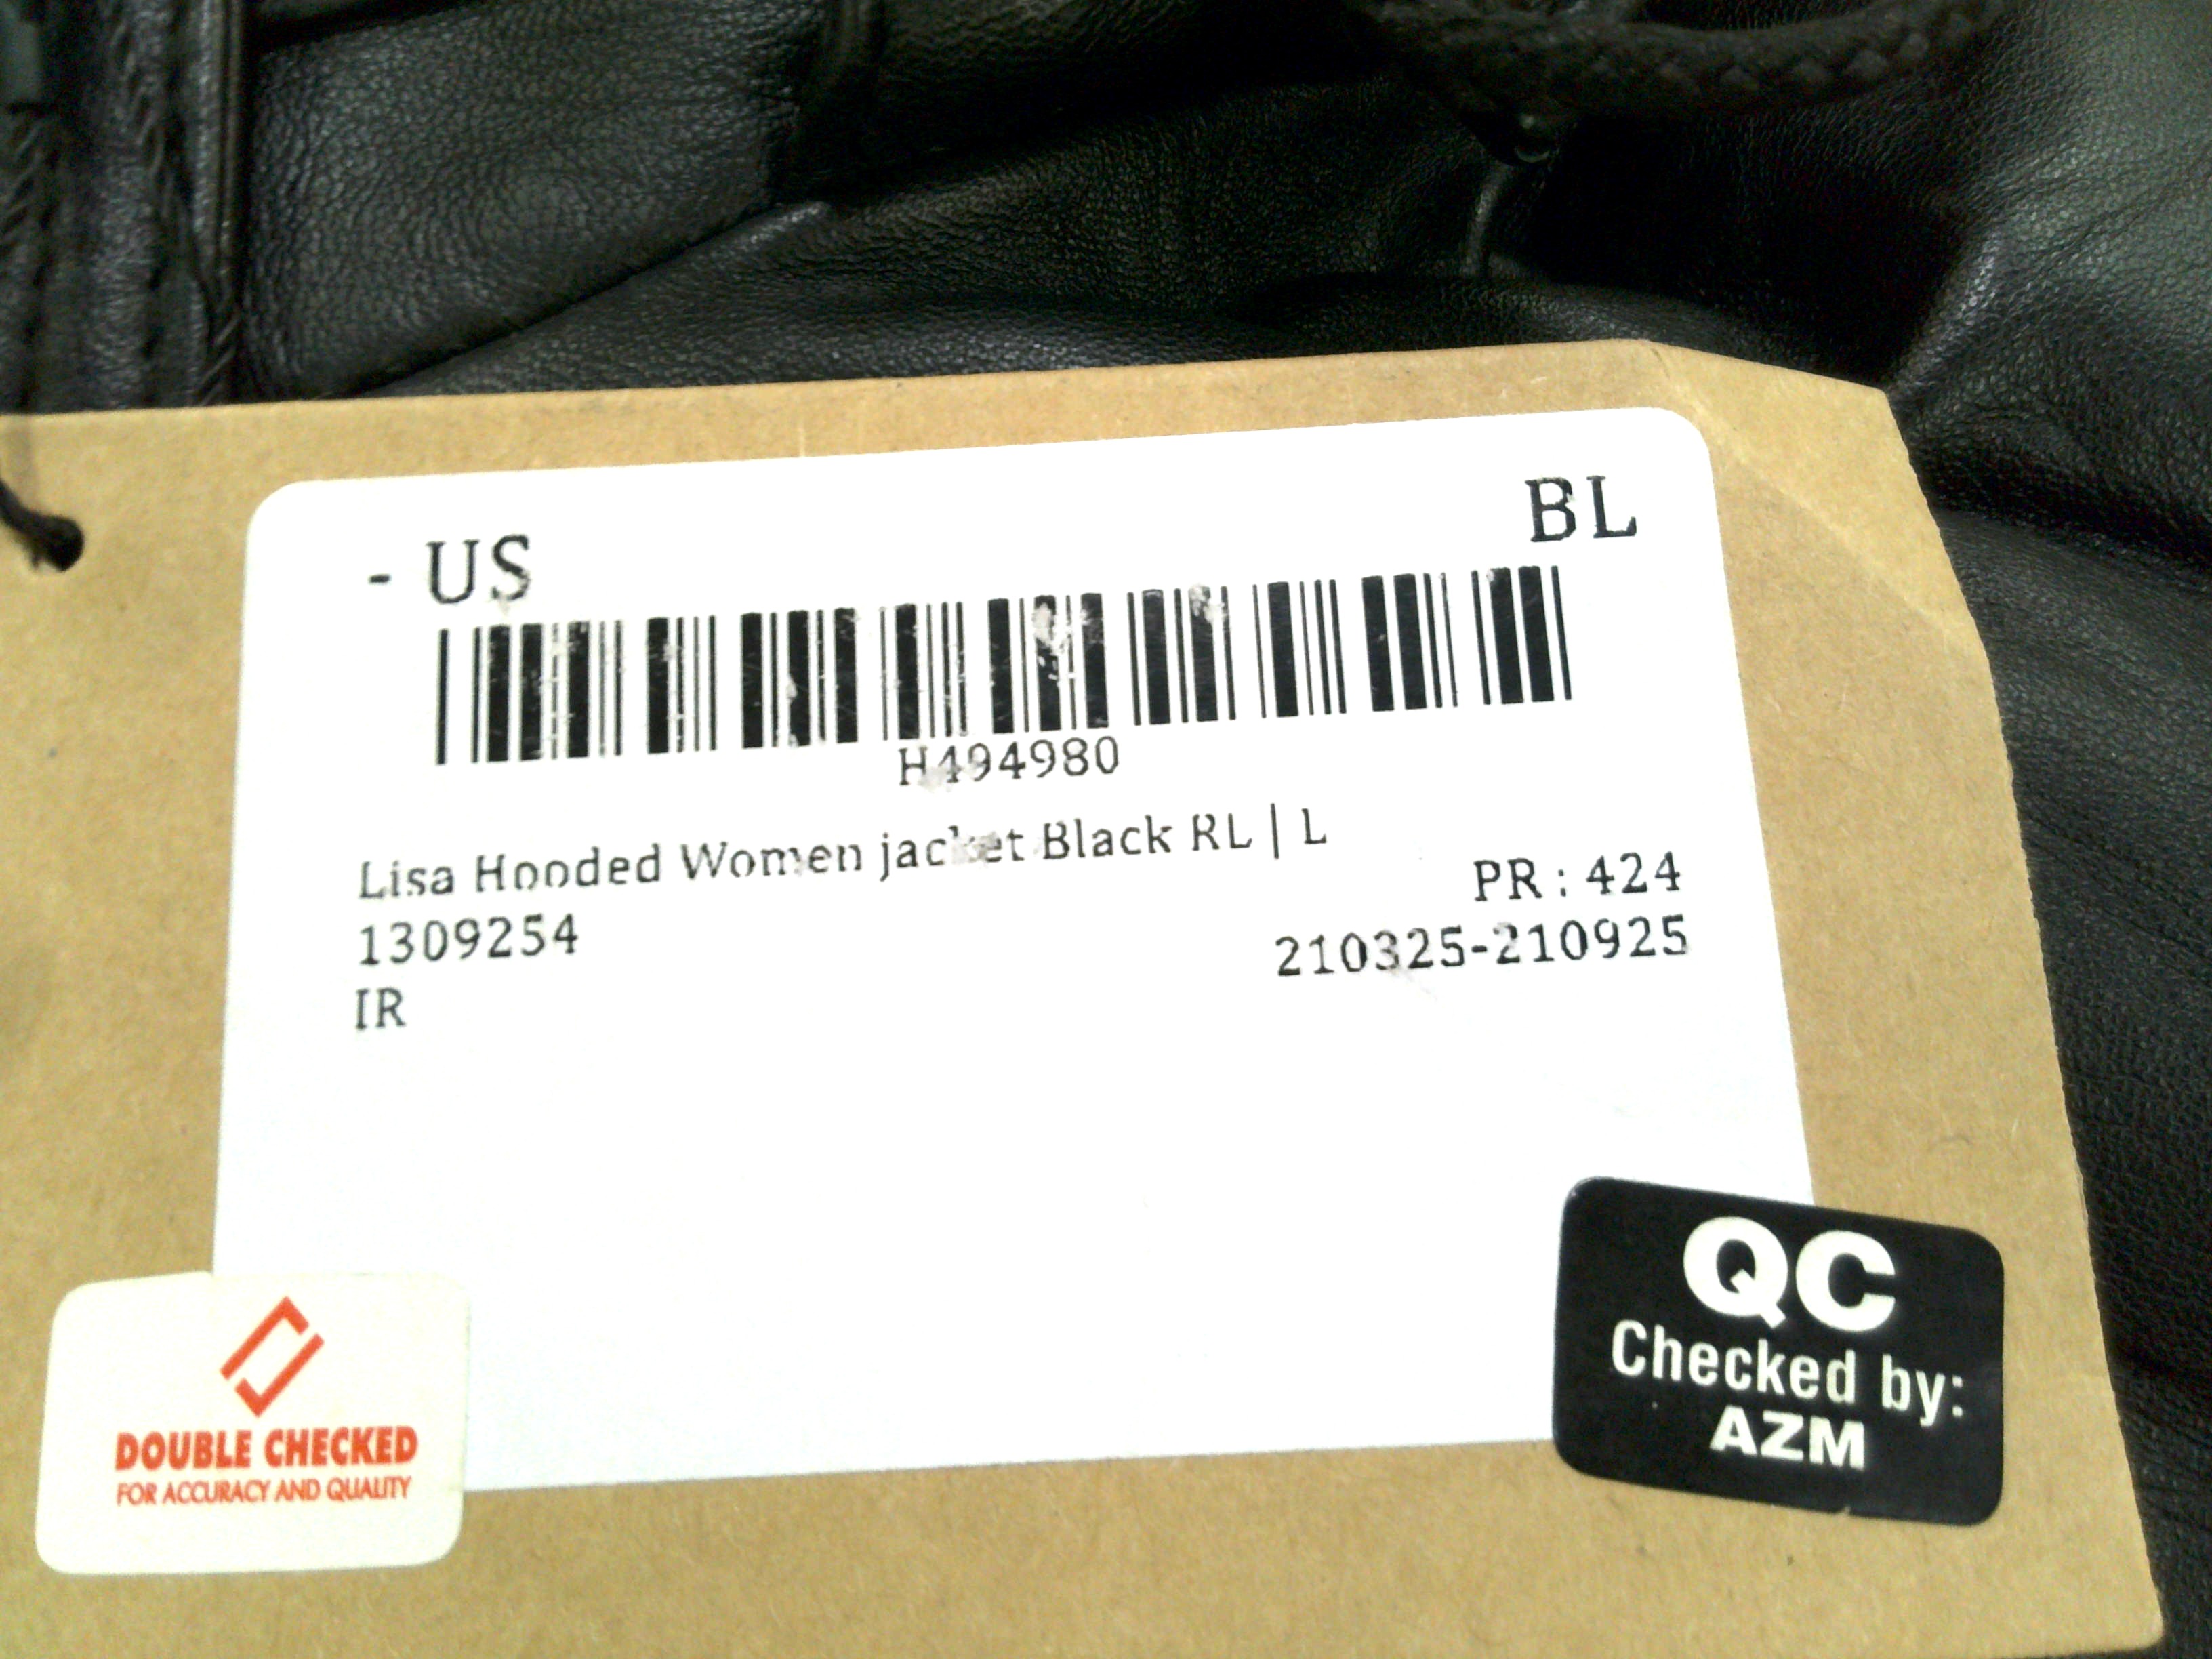 - US BL
H494980
Lisa Hooded Women jacket Black RL | L
PR : 424
1309254 210325-210925
IR
DOUBLE CHECKED
FOR ACCURACY AND QUALITY
QC
Checked by:
AZM